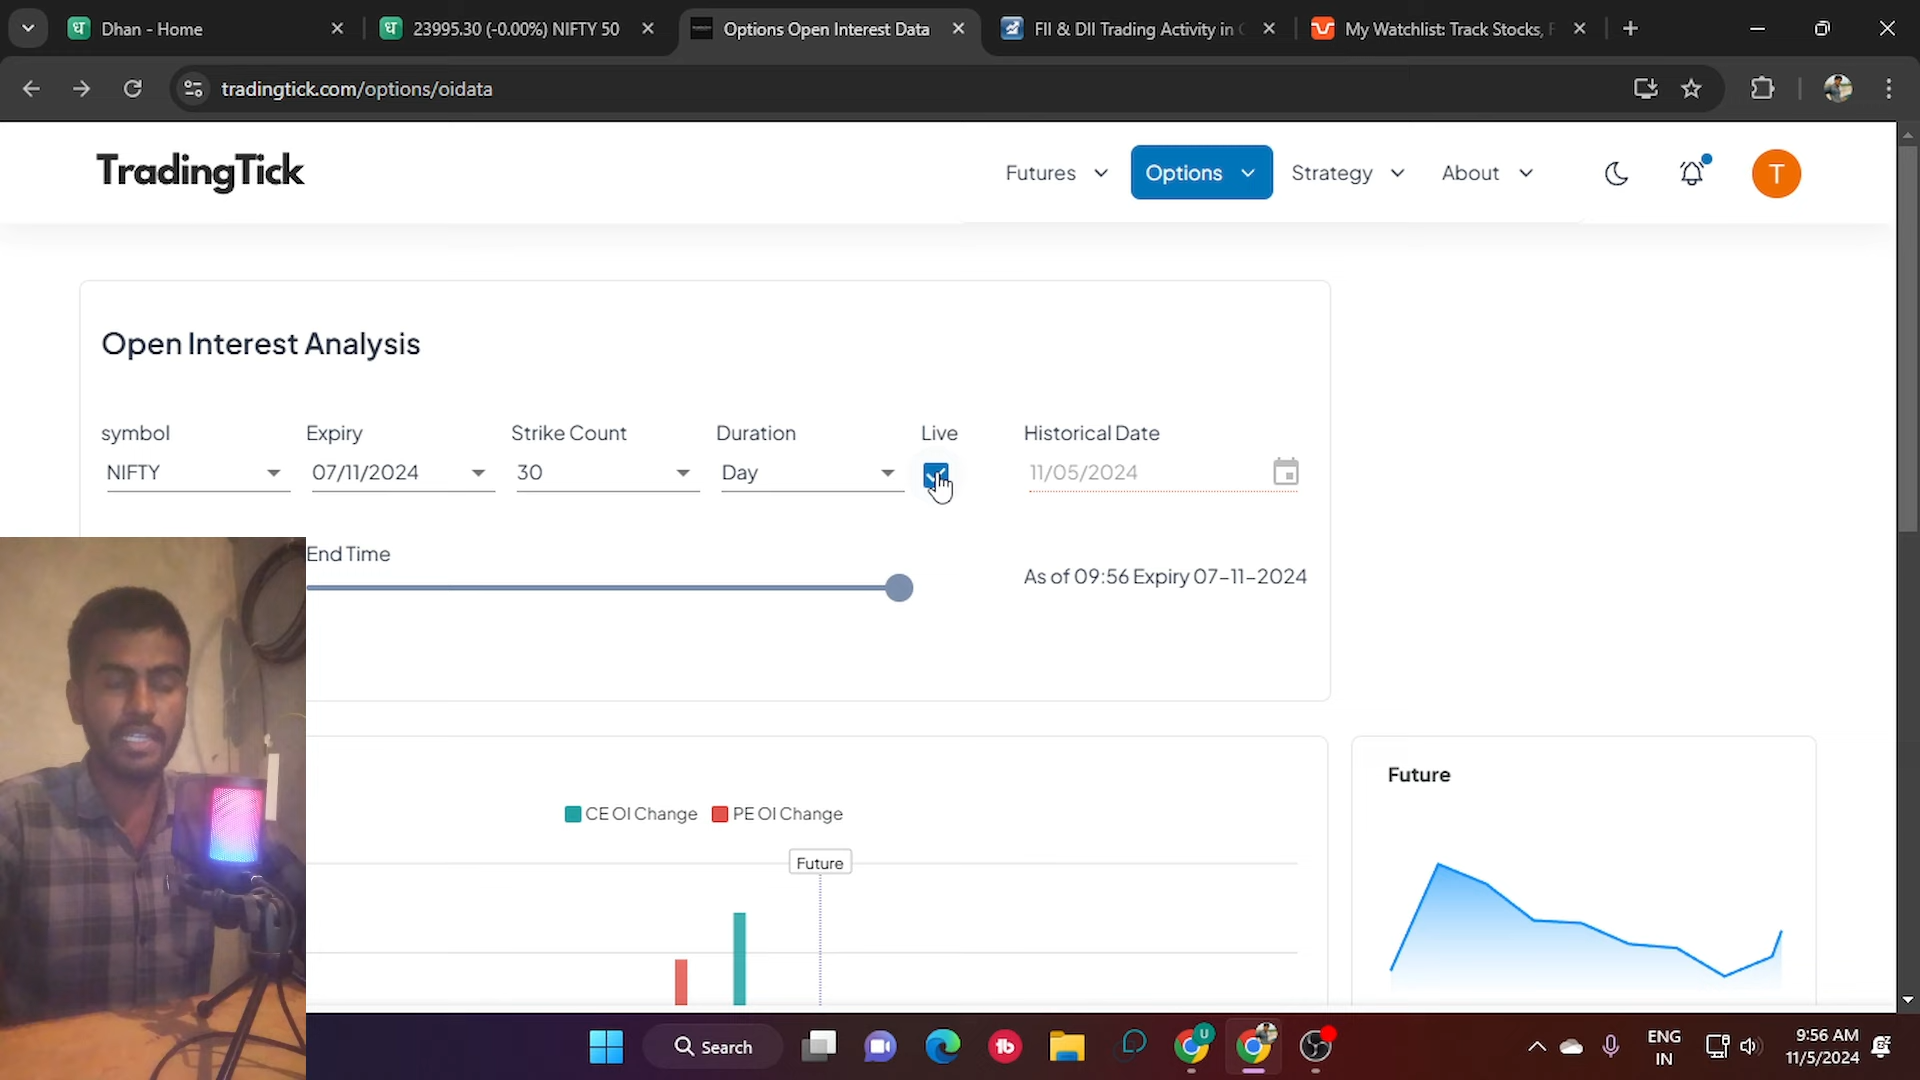 Dhan - Home
23995.30 (-0.00%) NIFTY 50
Options Open Interest Data
FII & DII Trading Activity in
My Watchlist: Track Stocks,
tradingtick.com/options/oidata
TradingTick
Futures
Options
Strategy
About
T
Open Interest Analysis
symbol
Expiry
Strike Count
Duration
Live
Historical Date
NIFTY
07/11/2024
30
Day
11/05/2024
End Time
As of 09:56 Expiry 07-11-2024
CE OI Change
PE OI Change
Future
Future
Search
U
ENG
IN
9:56 AM
11/5/2024